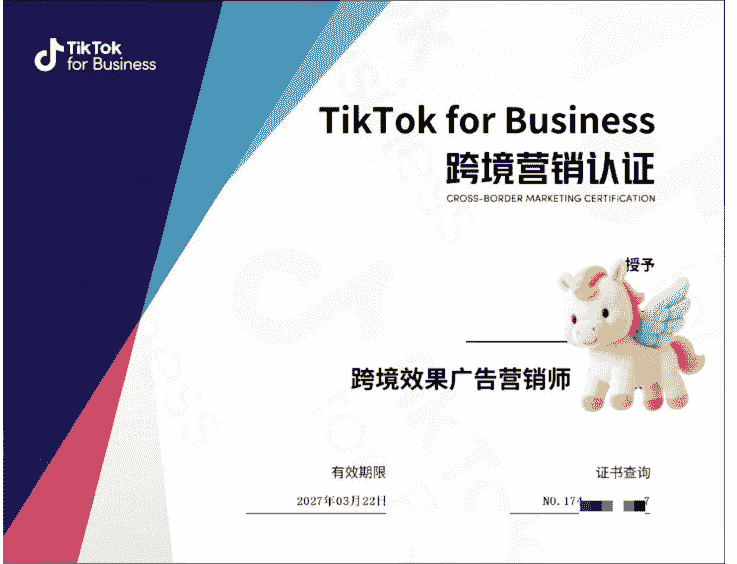 TikTok
for Business
TikTok for Business
跨境营销认证
CROSS-BORDER MARKETING CERTIFICATION
授予
跨境效果广告营销师
有效期限
证书查询
2027年03月22日
NO.174 7